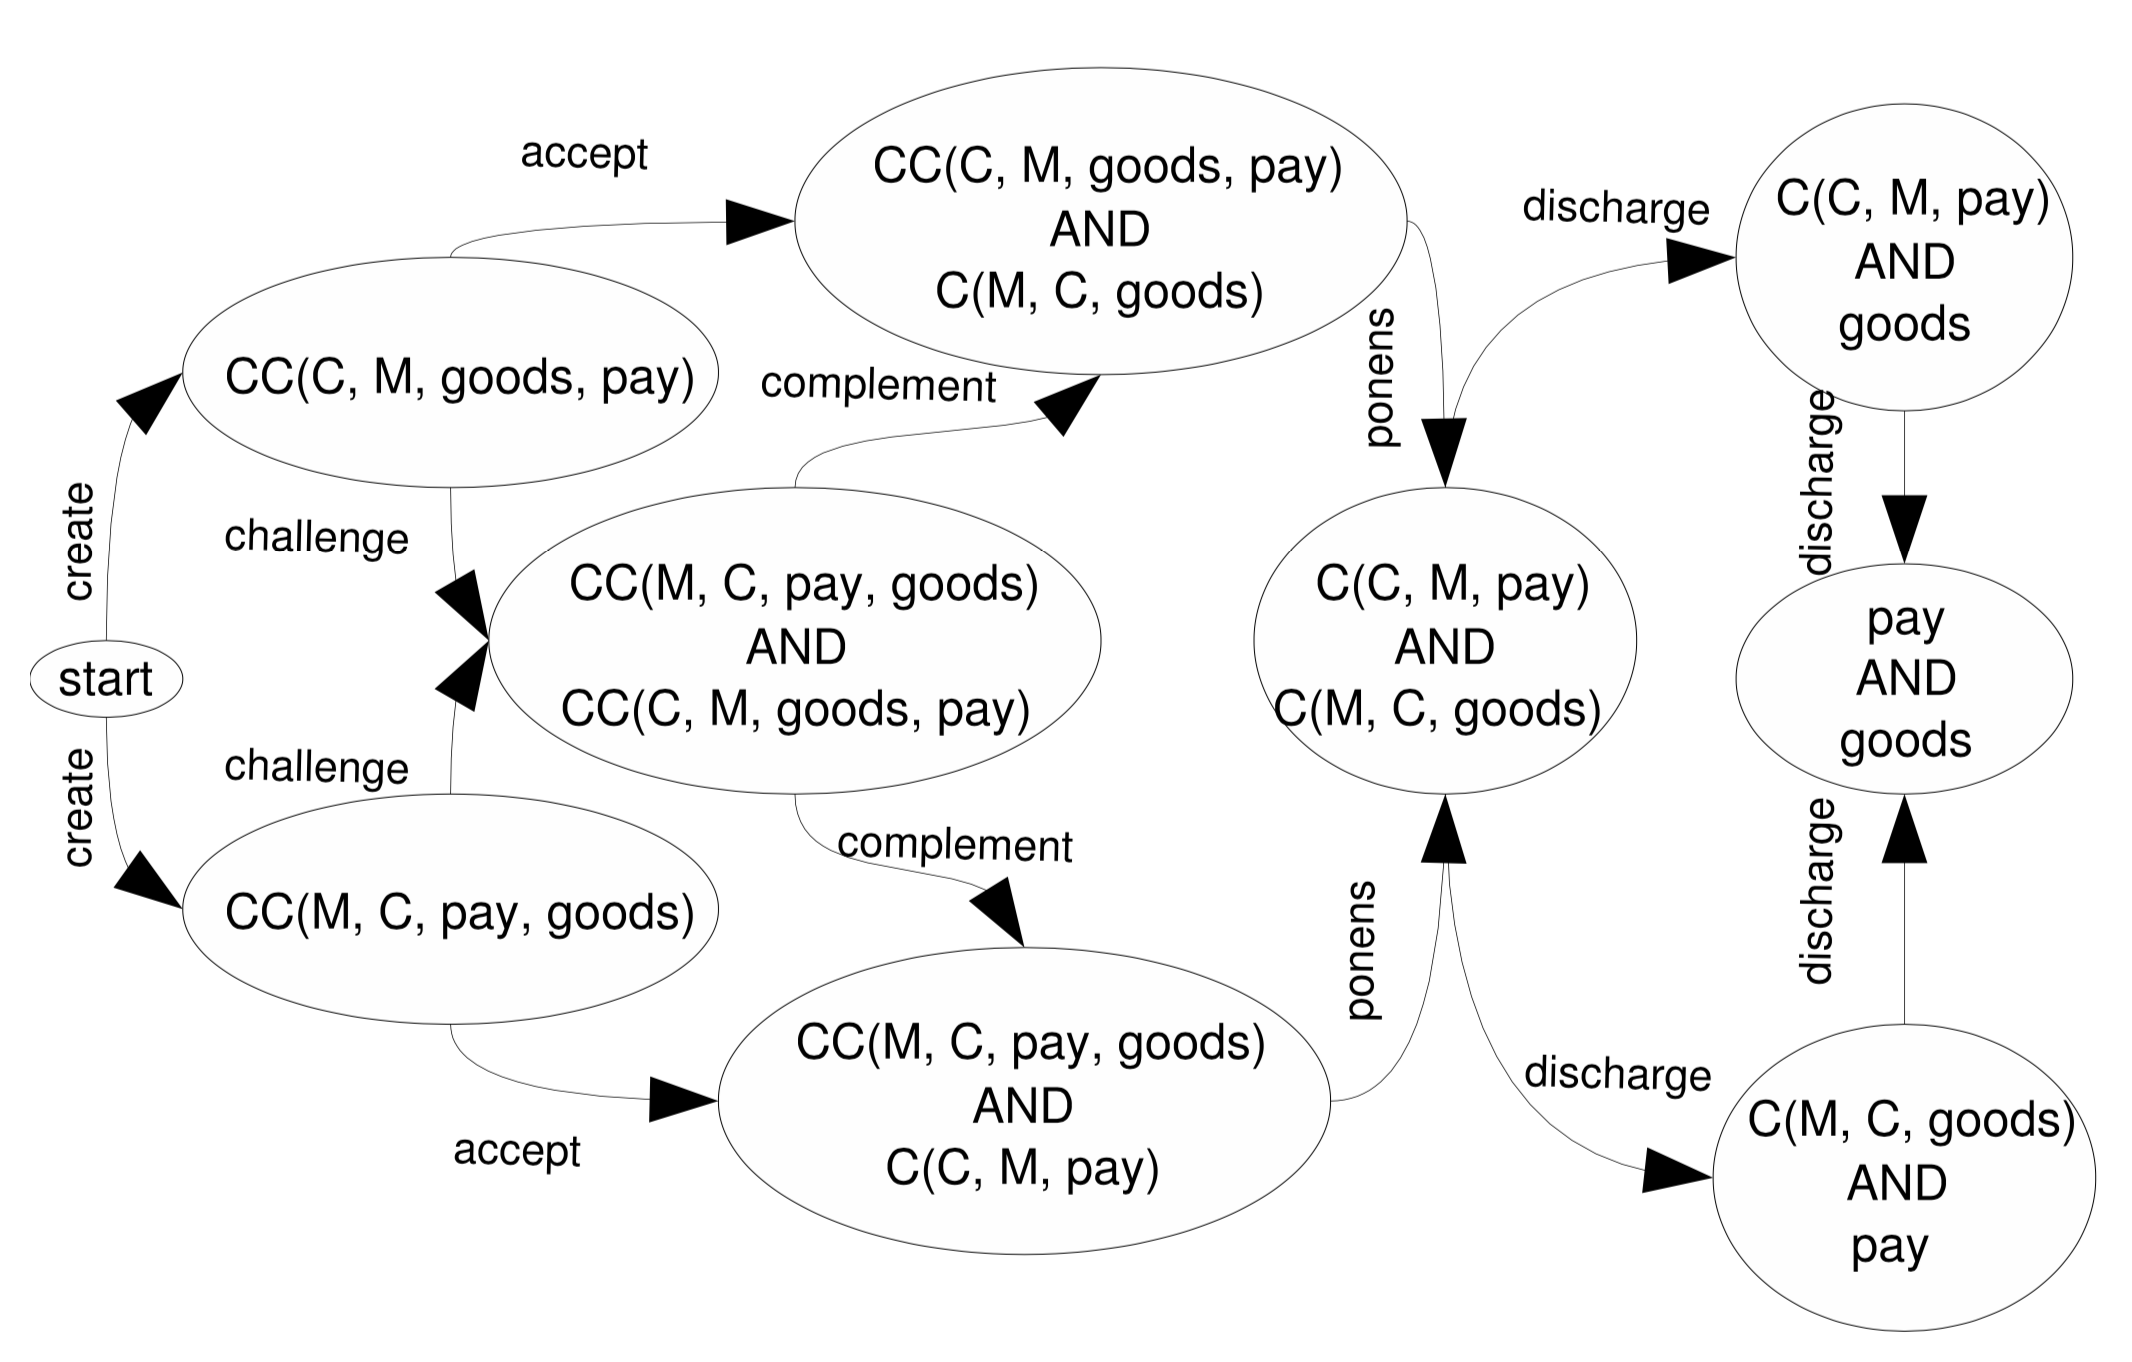 accept
CC(C, M, goods, pay)
AND
C(M, C, goods)
discharge
C(C, M, pay)
AND
goods
ponens
CC(C, M, goods, pay)
complement
create
challenge
discharge
CC(M, C, pay, goods)
AND
CC(C, M, goods, pay)
C(C, M, pay)
AND
C(M, C, goods)
pay
AND
goods
start
create
challenge
complement
CC(M, C, pay, goods)
ponens
discharge
accept
CC(M, C, pay, goods)
AND
C(C, M, pay)
discharge
C(M, C, goods)
AND
pay